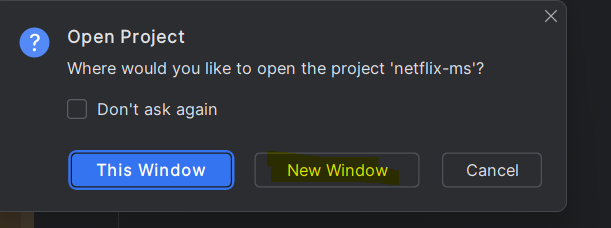 Open Project
Where would you like to open the project 'netflix-ms'?
Don't ask again
This Window
New Window
Cancel